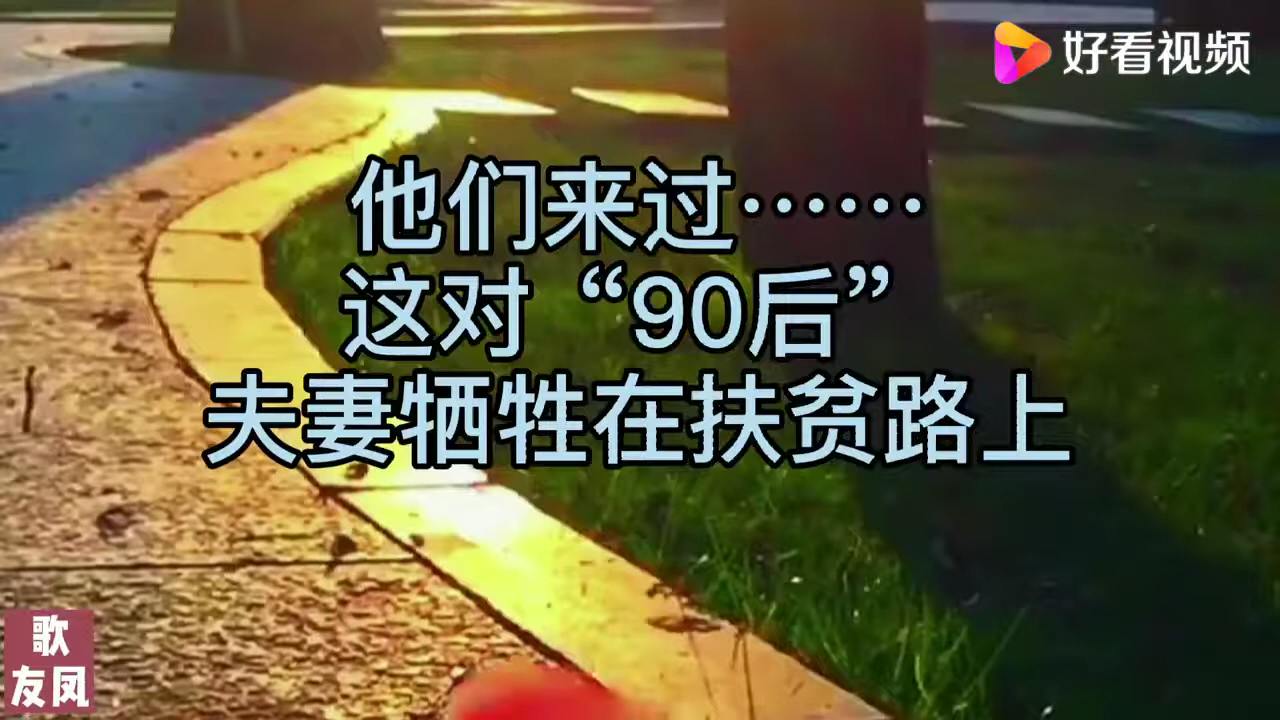 好看视频
他们来过……
这对“90后”
夫妻牺牲在扶贫路上
歌
友凤